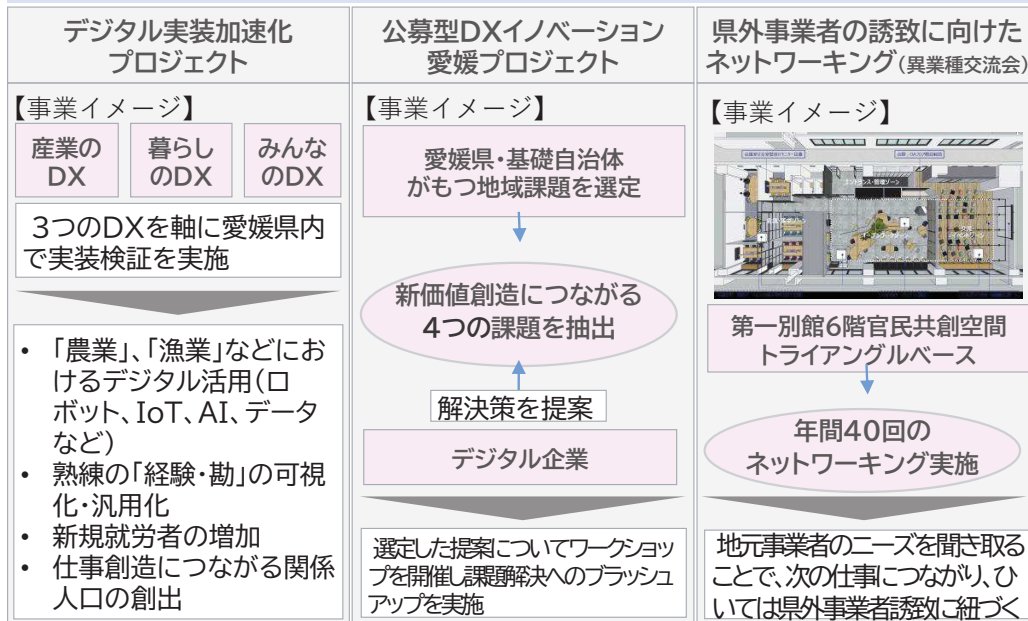 デジタル実装加速化
プロジェクト
【事業イメージ】
産業の
DX
暮らし
のDX
みんな
のDX
3つのDXを軸に愛媛県内
で実装検証を実施
• 「農業」、「漁業」などにお
けるデジタル活用（ロ
ボット、IoT、AI、データ
など）
• 熟練の「経験・勘」の可視
化・汎用化
• 新規就労者の増加
• 仕事創造につながる関係
人口の創出
公募型DXイノベーション
愛媛プロジェクト
【事業イメージ】
愛媛県・基礎自治体
がもつ地域課題を選定
新価値創造につながる
4つの課題を抽出
解決策を提案
デジタル企業
選定した提案についてワークショッ
プを開催し課題解決へのブラッシュ
アップを実施
県外事業者の誘致に向けた
ネットワーキング（異業種交流会）
【事業イメージ】
第一別館6階官民共創空間
トライアングルベース
年間40回の
ネットワーキング実施
地元事業者のニーズを聞き取る
ことで、次の仕事につながり、ひ
いては県外事業者誘致に紐づく